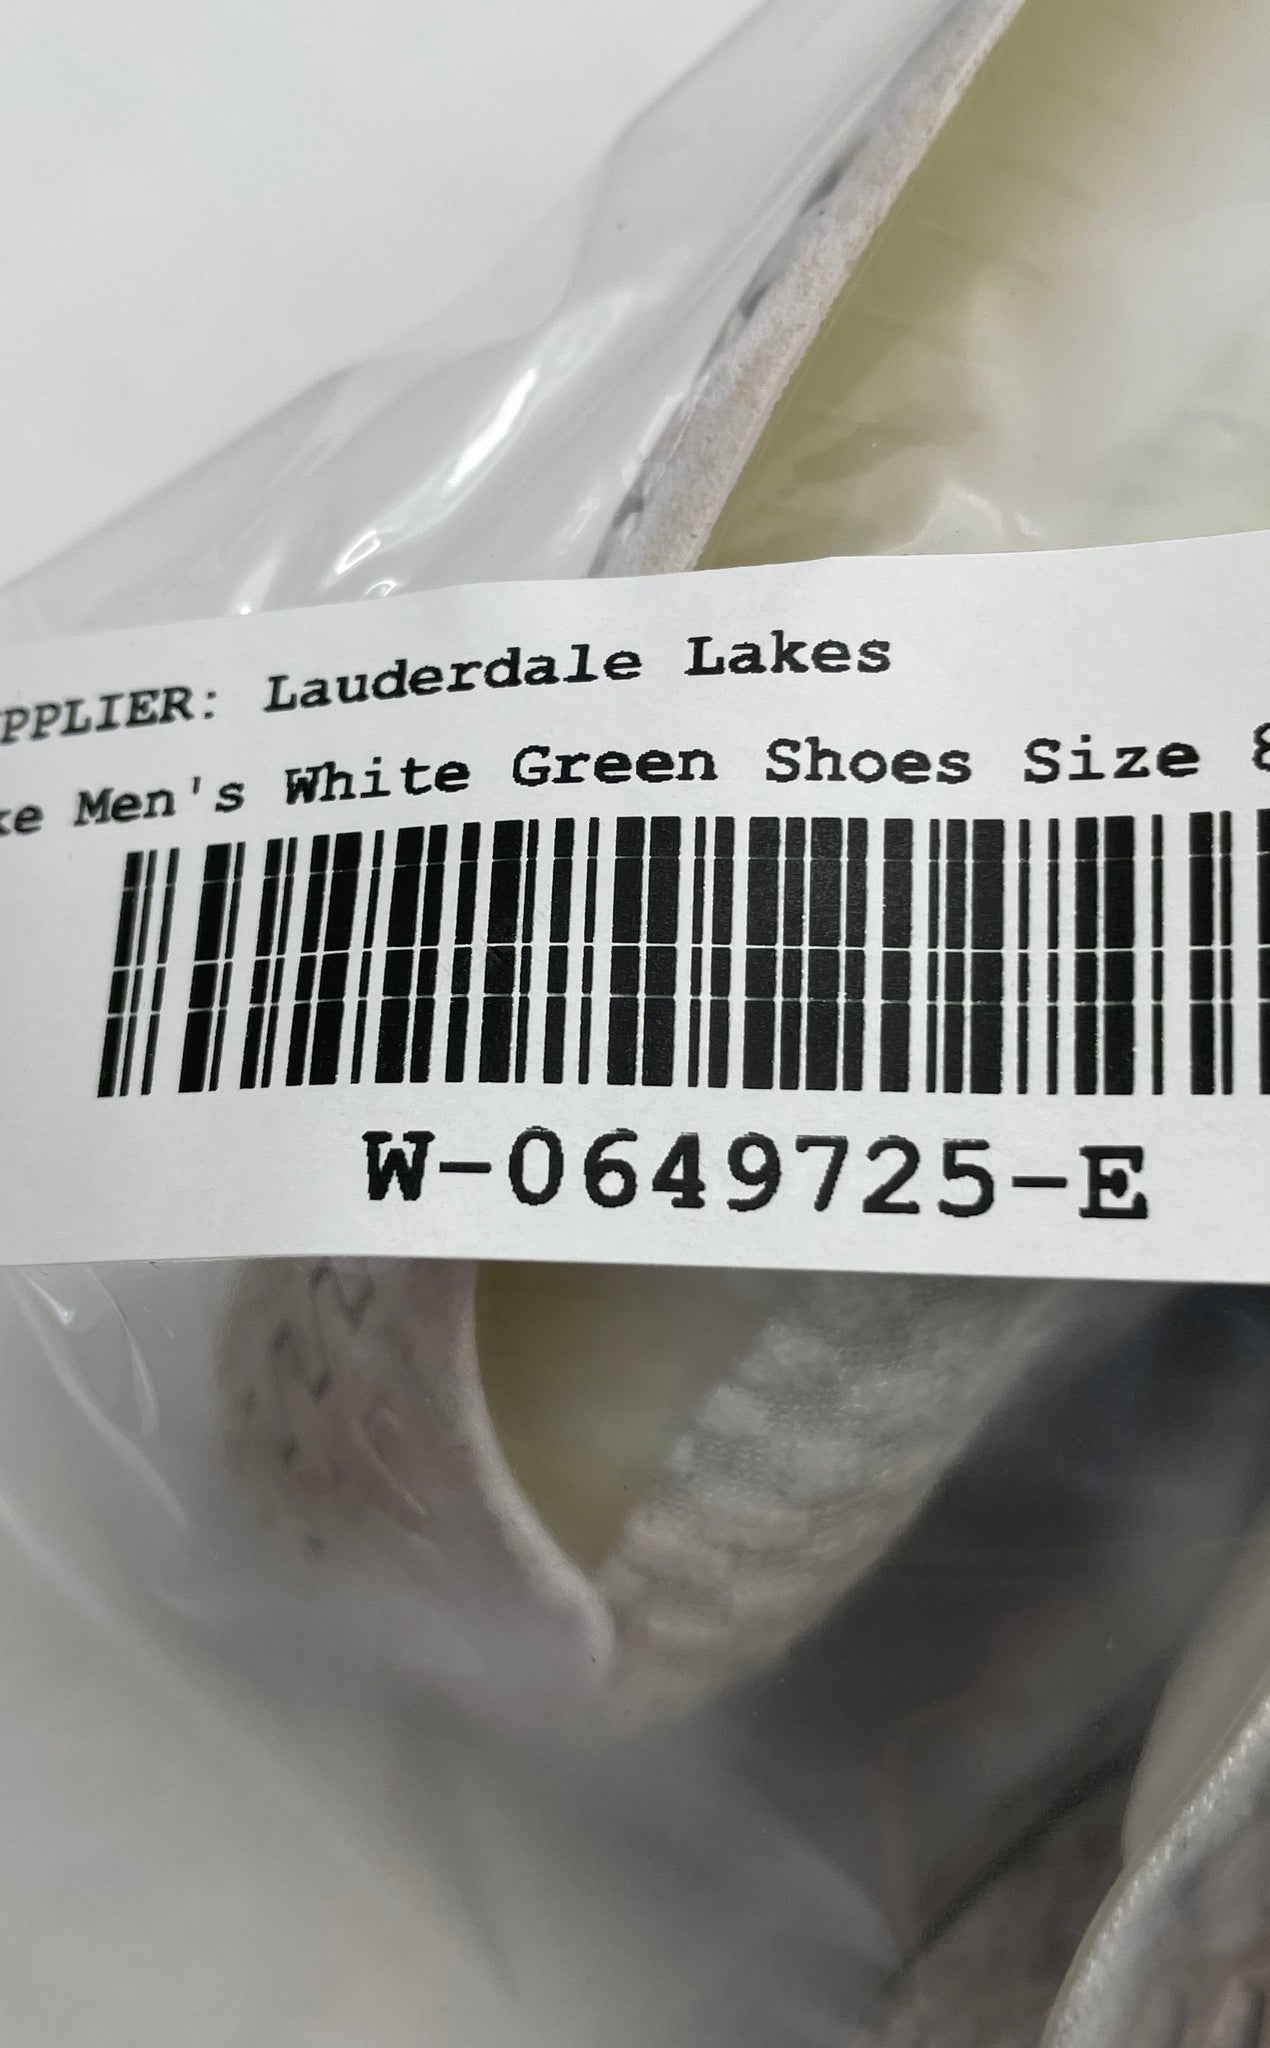 PPLIER: Lauderdale Lakes
ke Men's White Green Shoes Size 8
W-0649725-E